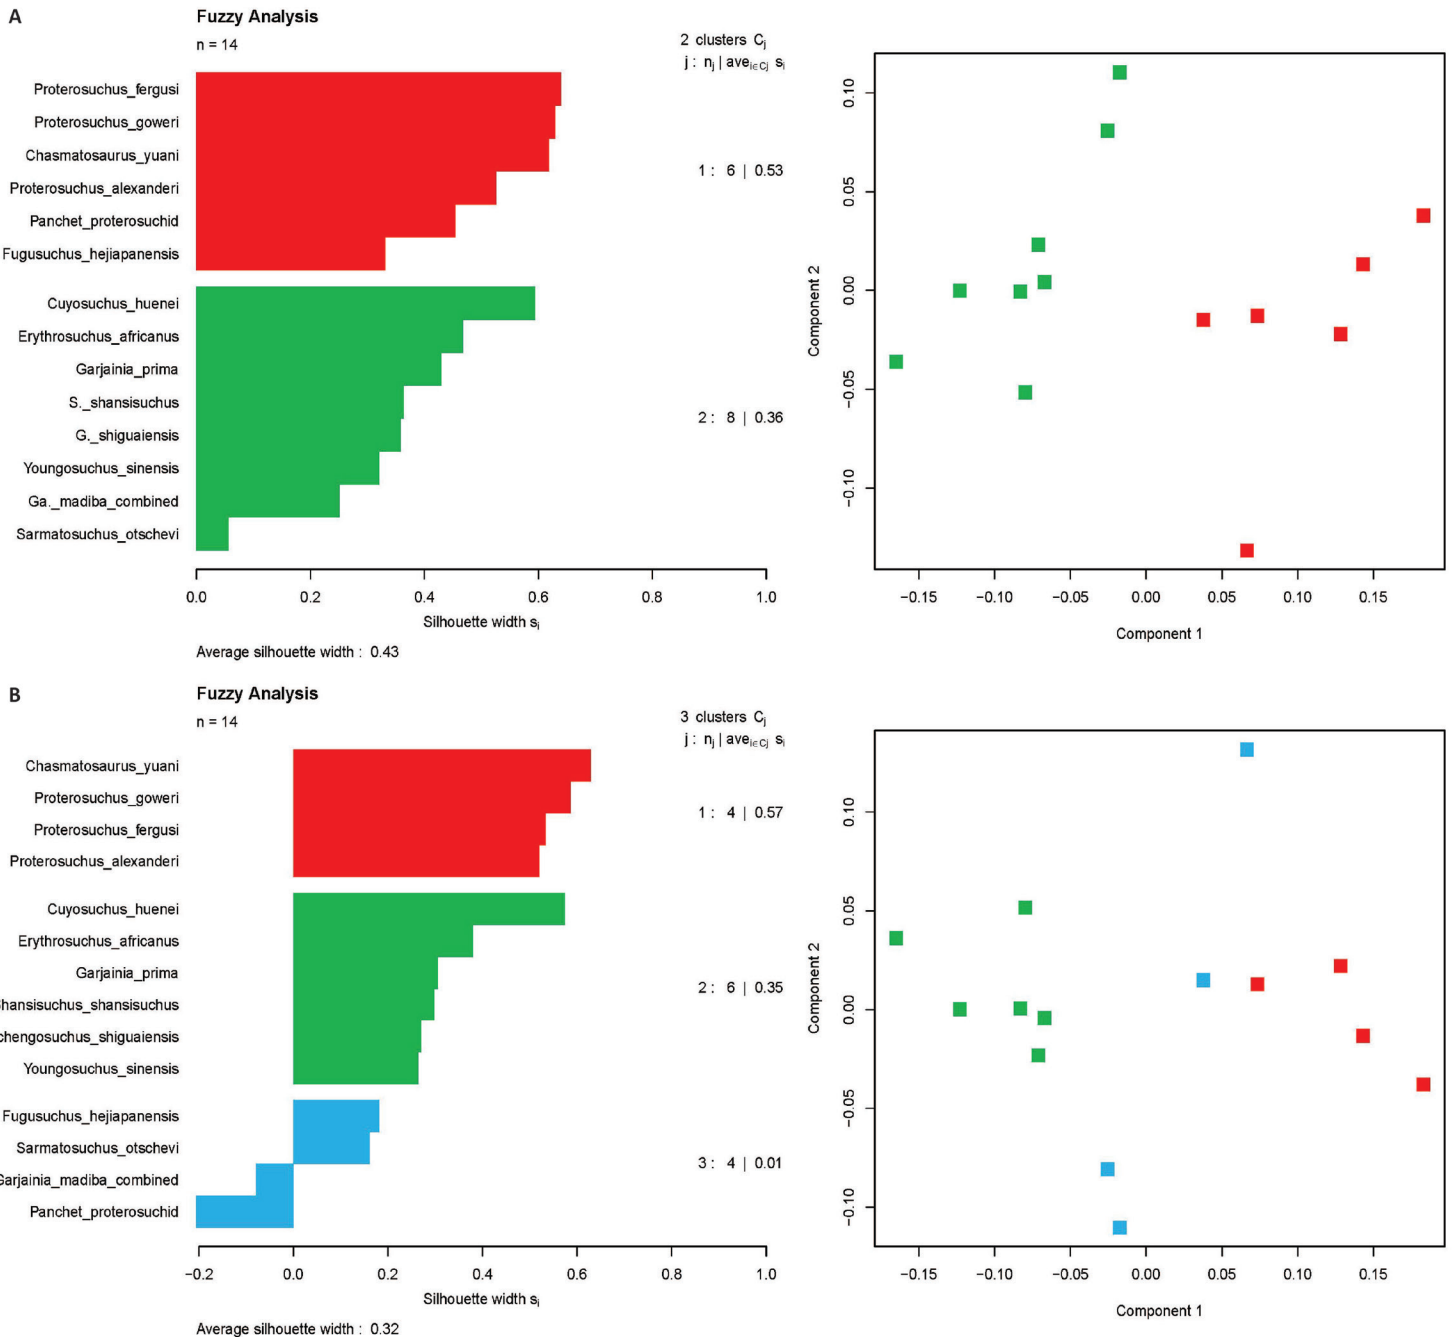 A
Fuzzy Analysis
n = 14
2 clusters Cj
j : nj | avei∈Cj si
Proterosuchus_fergusi
Proterosuchus_goweri
Chasmatosaurus_yuani
Proterosuchus_alexanderi
Panchet_proterosuchid
Fugusuchus_hejiapanensis
1 : 6 | 0.53
Cuyosuchus_huenei
Erythrosuchus_africanus
Garjainia_prima
S._shansisuchus
G._shiguaiensis
Youngosuchus_sinensis
Ga._madiba_combined
Sarmatosuchus_otschevi
2 : 8 | 0.36
0.0 0.2 0.4 0.6 0.8 1.0
Silhouette width si
Average silhouette width : 0.43
Component 2
0.10
0.05
0.00
−0.05
−0.10
−0.15 −0.10 −0.05 0.00 0.05 0.10 0.15
Component 1
B
Fuzzy Analysis
n = 14
3 clusters Cj
j : nj | avei∈Cj si
Chasmatosaurus_yuani
Proterosuchus_goweri
Proterosuchus_fergusi
Proterosuchus_alexanderi
1 : 4 | 0.57
Cuyosuchus_huenei
Erythrosuchus_africanus
Garjainia_prima
Shansisuchus_shansisuchus
chengosuchus_shiguaiensis
Youngosuchus_sinensis
2 : 6 | 0.35
Fugusuchus_hejiapanensis
Sarmatosuchus_otschevi
Garjainia_madiba_combined
Panchet_proterosuchid
3 : 4 | 0.01
−0.2 0.0 0.2 0.4 0.6 0.8 1.0
Silhouette width si
Average silhouette width : 0.32
Component 2
0.10
0.05
0.00
−0.05
−0.10
−0.15 −0.10 −0.05 0.00 0.05 0.10 0.15
Component 1